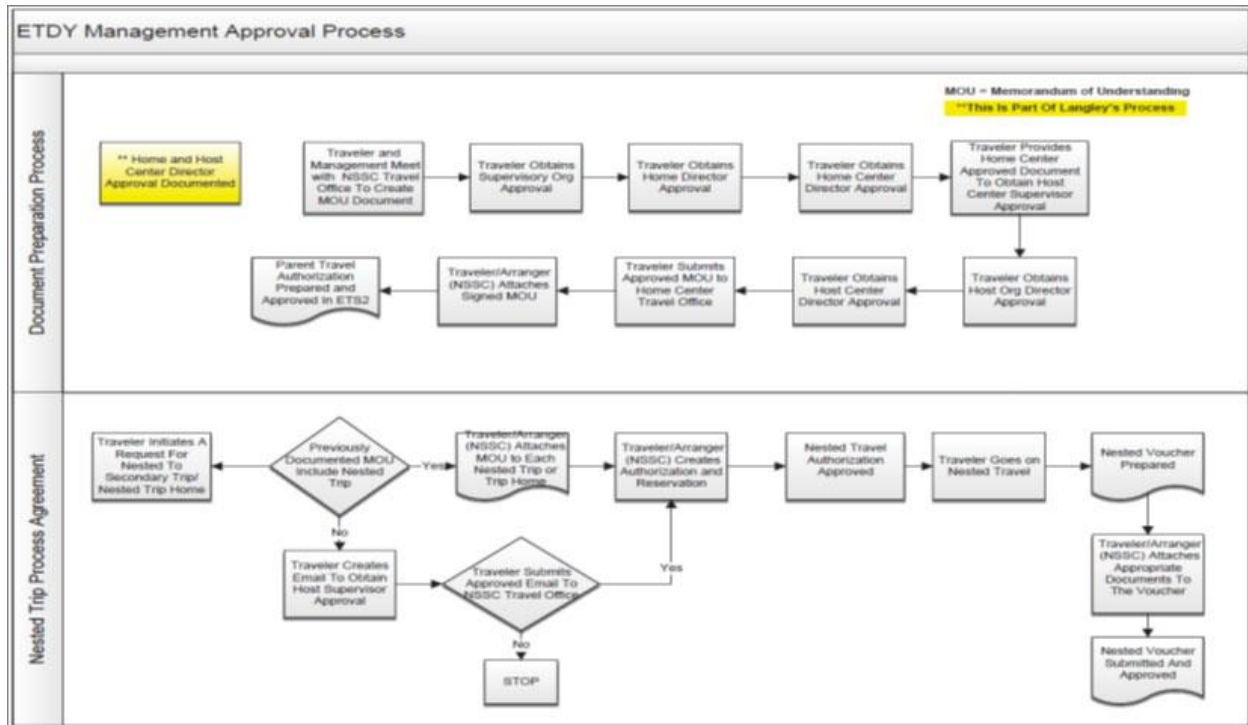 ETDY Management Approval Process
MOU = Memorandum of Understanding
**This Is Part Of Langley's Process
Document Preparation Process
** Home and Host
Center Director
Approval Documented
Traveler and
Management Meet
with NSSC Travel
Office To Create
MOU Document
Traveler Obtains
Supervisory Org
Approval
Traveler Obtains
Home Director
Approval
Traveler Obtains
Home Center
Director Approval
Traveler Provides
Home Center
Approved Document
To Obtain Host
Center Supervisor
Approval
Parent Travel
Authorization
Prepared and
Approved In ETS2
Traveler/Arranger
(NSSC) Attaches
Signed MOU
Traveler Submits
Approved MOU to
Home Center
Travel Office
Traveler Obtains
Host Center
Director Approval
Traveler Obtains
Host Org Director
Approval
Nested Trip Process Agreement
Traveler Initiates A
Request For
Nested To
Secondary Trip/
Nested Trip Home
Previously
Documented MOU
Include Nested
Trip
Yes
Traveler/Arranger
(NSSC) Attaches
MOU to Each
Nested Trip or
Trip Home
Traveler/Arranger
(NSSC) Creates
Authorization and
Reservation
Nested Travel
Authorization
Approved
Traveler Goes on
Nested Travel
Nested Voucher
Prepared
No
Traveler Creates
Email To Obtain
Host Supervisor
Approval
Traveler Submits
Approved Email To
NSSC Travel Office
Yes
Traveler/Arranger
(NSSC) Attaches
Appropriate
Documents To
The Voucher
No
STOP
Nested Voucher
Submitted And
Approved